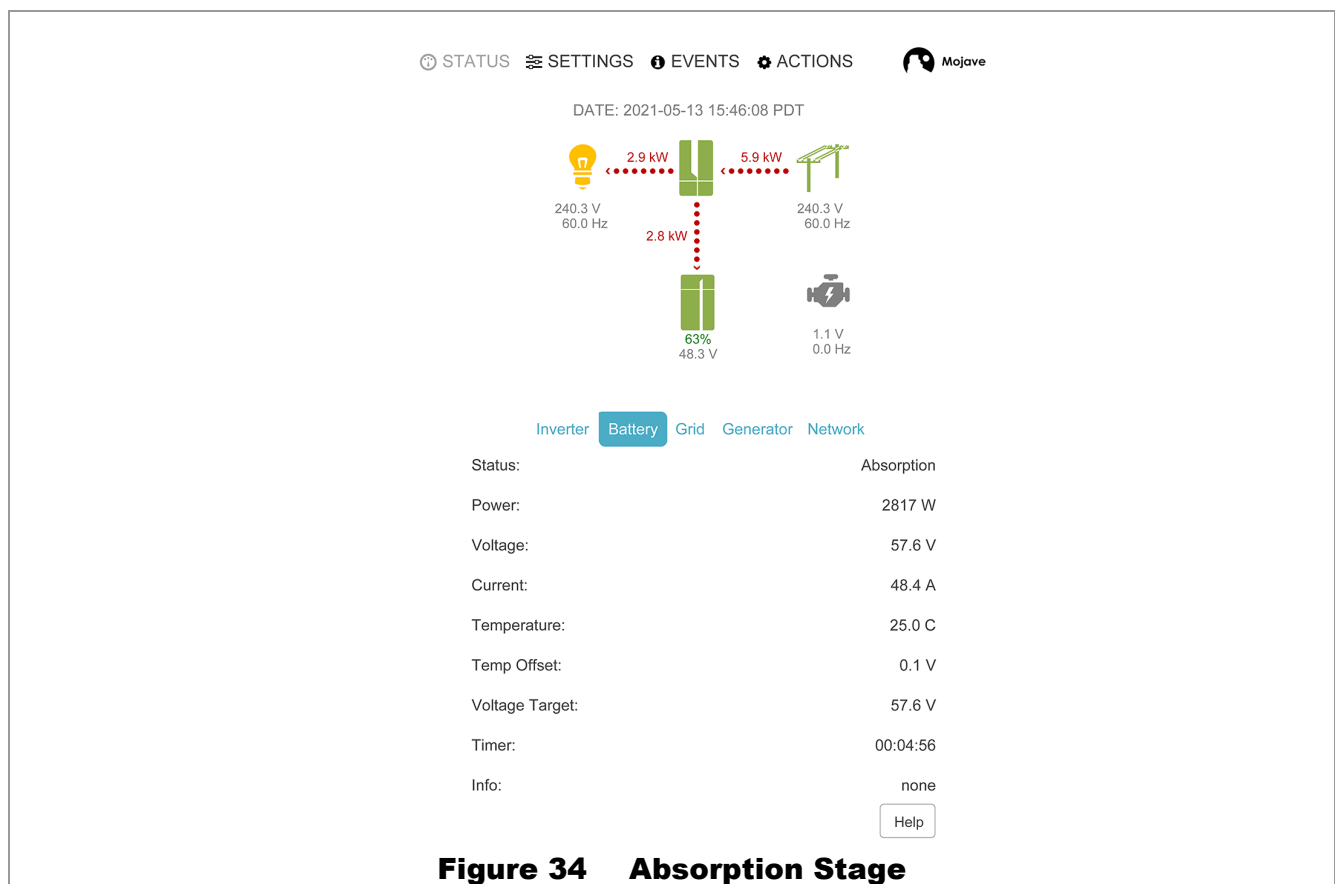 STATUS SETTINGS EVENTS ACTIONS Mojave
DATE: 2021-05-13 15:46:08 PDT
2.9 kW 5.9 kW
240.3 V 240.3 V
60.0 Hz 60.0 Hz
2.8 kW
63% 1.1 V
48.3 V 0.0 Hz
Inverter Battery Grid Generator Network
Status: Absorption
Power: 2817 W
Voltage: 57.6 V
Current: 48.4 A
Temperature: 25.0 C
Temp Offset: 0.1 V
Voltage Target: 57.6 V
Timer: 00:04:56
Info: none
Help
Figure 34 Absorption Stage